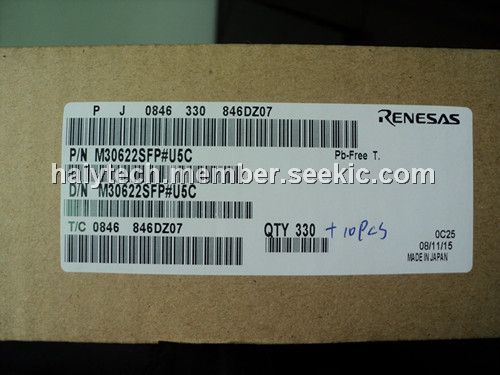 P J 0846 330 846DZ07
RENESAS
P/N M30622SFP#U5C
Pb-Free T.
haiytech.member.seekic.com
D/N M30622SFP#U5C
T/C 0846 846DZ07
QTY 330 + 10pcs
0C25
08/11/15
MADE IN JAPAN